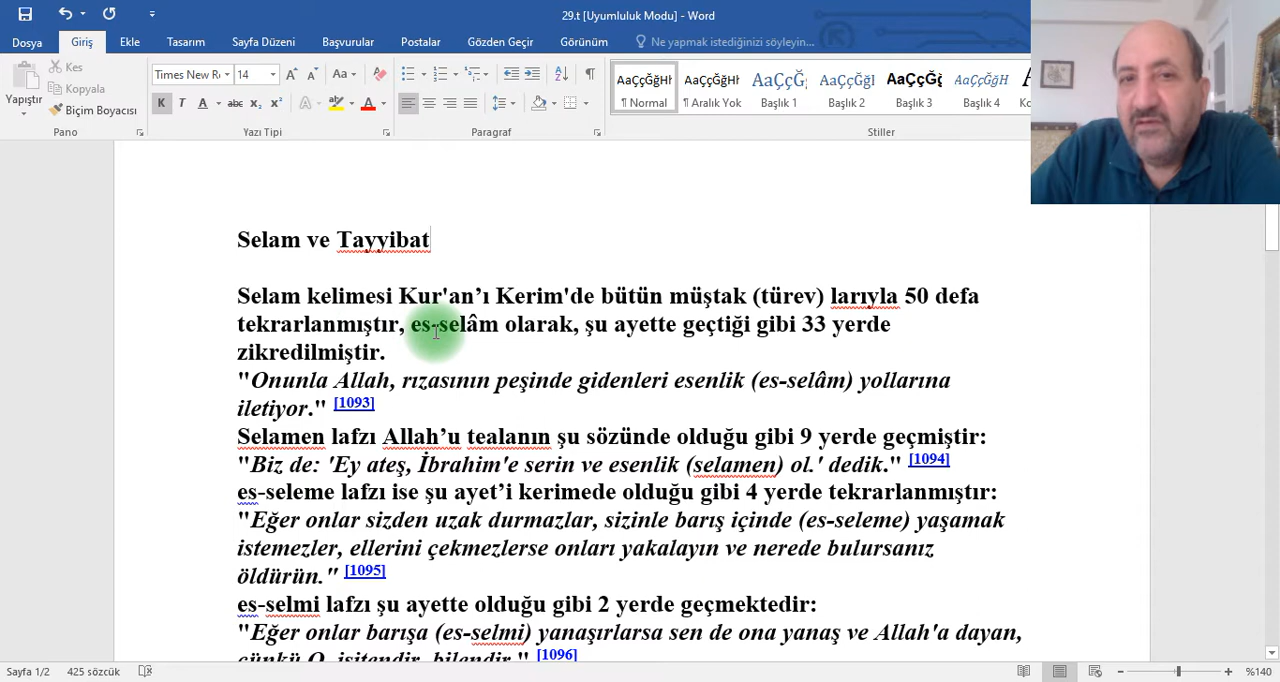 29.t [Uyumluluk Modu] - Word
Dosya Giriş Ekle Tasarım Sayfa Düzeni Başvurular Postalar Gözden Geçir Görünüm Ne yapmak istediğinizi söyleyin...
Yapıştır
Kes
Kopyala
Biçim Boyacısı
Pano
Times New Ro 14
Yazı Tipi
Paragraf
¶ Normal ¶ Aralık Yok Başlık 1 Başlık 2 Başlık 3 Başlık 4
Stiller
Selam ve Tayyibat
Selam kelimesi Kur'an’ı Kerim'de bütün müştak (türev) larıyla 50 defa
tekrarlanmıştır, es-selâm olarak, şu ayette geçtiği gibi 33 yerde
zikredilmiştir.
"Onunla Allah, rızasının peşinde gidenleri esenlik (es-selâm) yollarına
iletiyor." [1093]
Selamen lafzı Allah’u tealanın şu sözünde olduğu gibi 9 yerde geçmiştir:
"Biz de: 'Ey ateş, İbrahim'e serin ve esenlik (selamen) ol.' dedik." [1094]
es-seleme lafzı ise şu ayet’i kerimede olduğu gibi 4 yerde tekrarlanmıştır:
"Eğer onlar sizden uzak durmazlar, sizinle barış içinde (es-seleme) yaşamak
istemezler, ellerini çekmezlerse onları yakalayın ve nerede bulursanız
öldürün." [1095]
es-selmi lafzı şu ayette olduğu gibi 2 yerde geçmektedir:
"Eğer onlar barışa (es-selmi) yanaşırlarsa sen de ona yanaş ve Allah'a dayan,
çünkü O, işitendir, bilendir." [1096]
Sayfa 1/2 425 sözcük %140